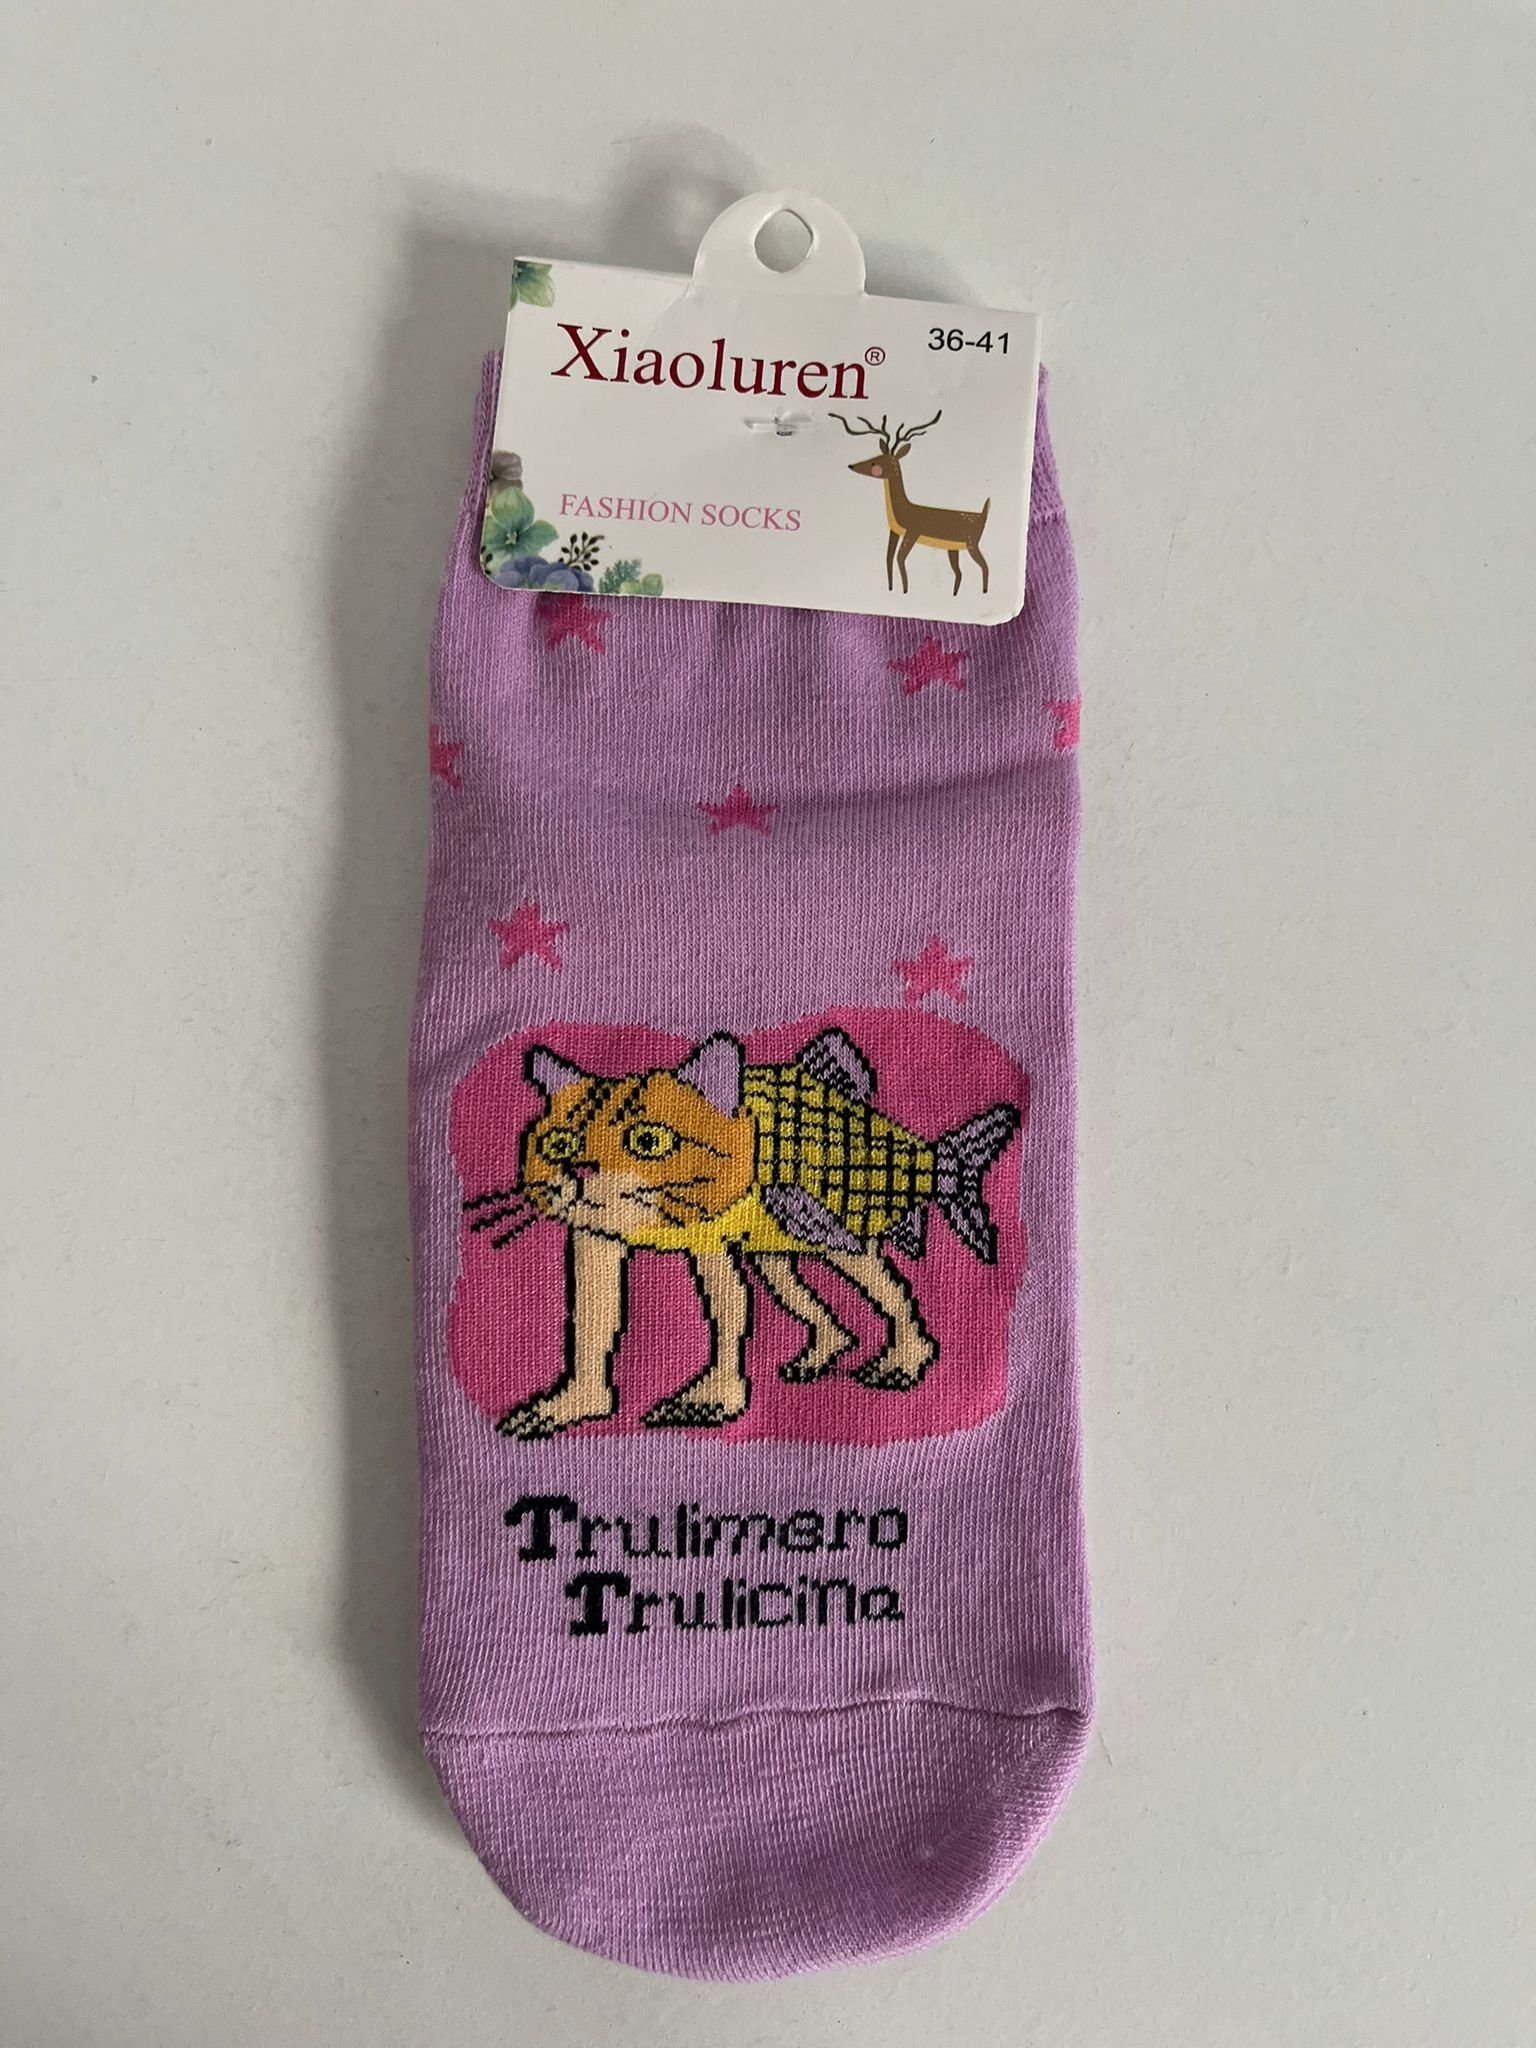 Xiaoluren®
36-41
FASHION SOCKS
Trulimero
Trulicina